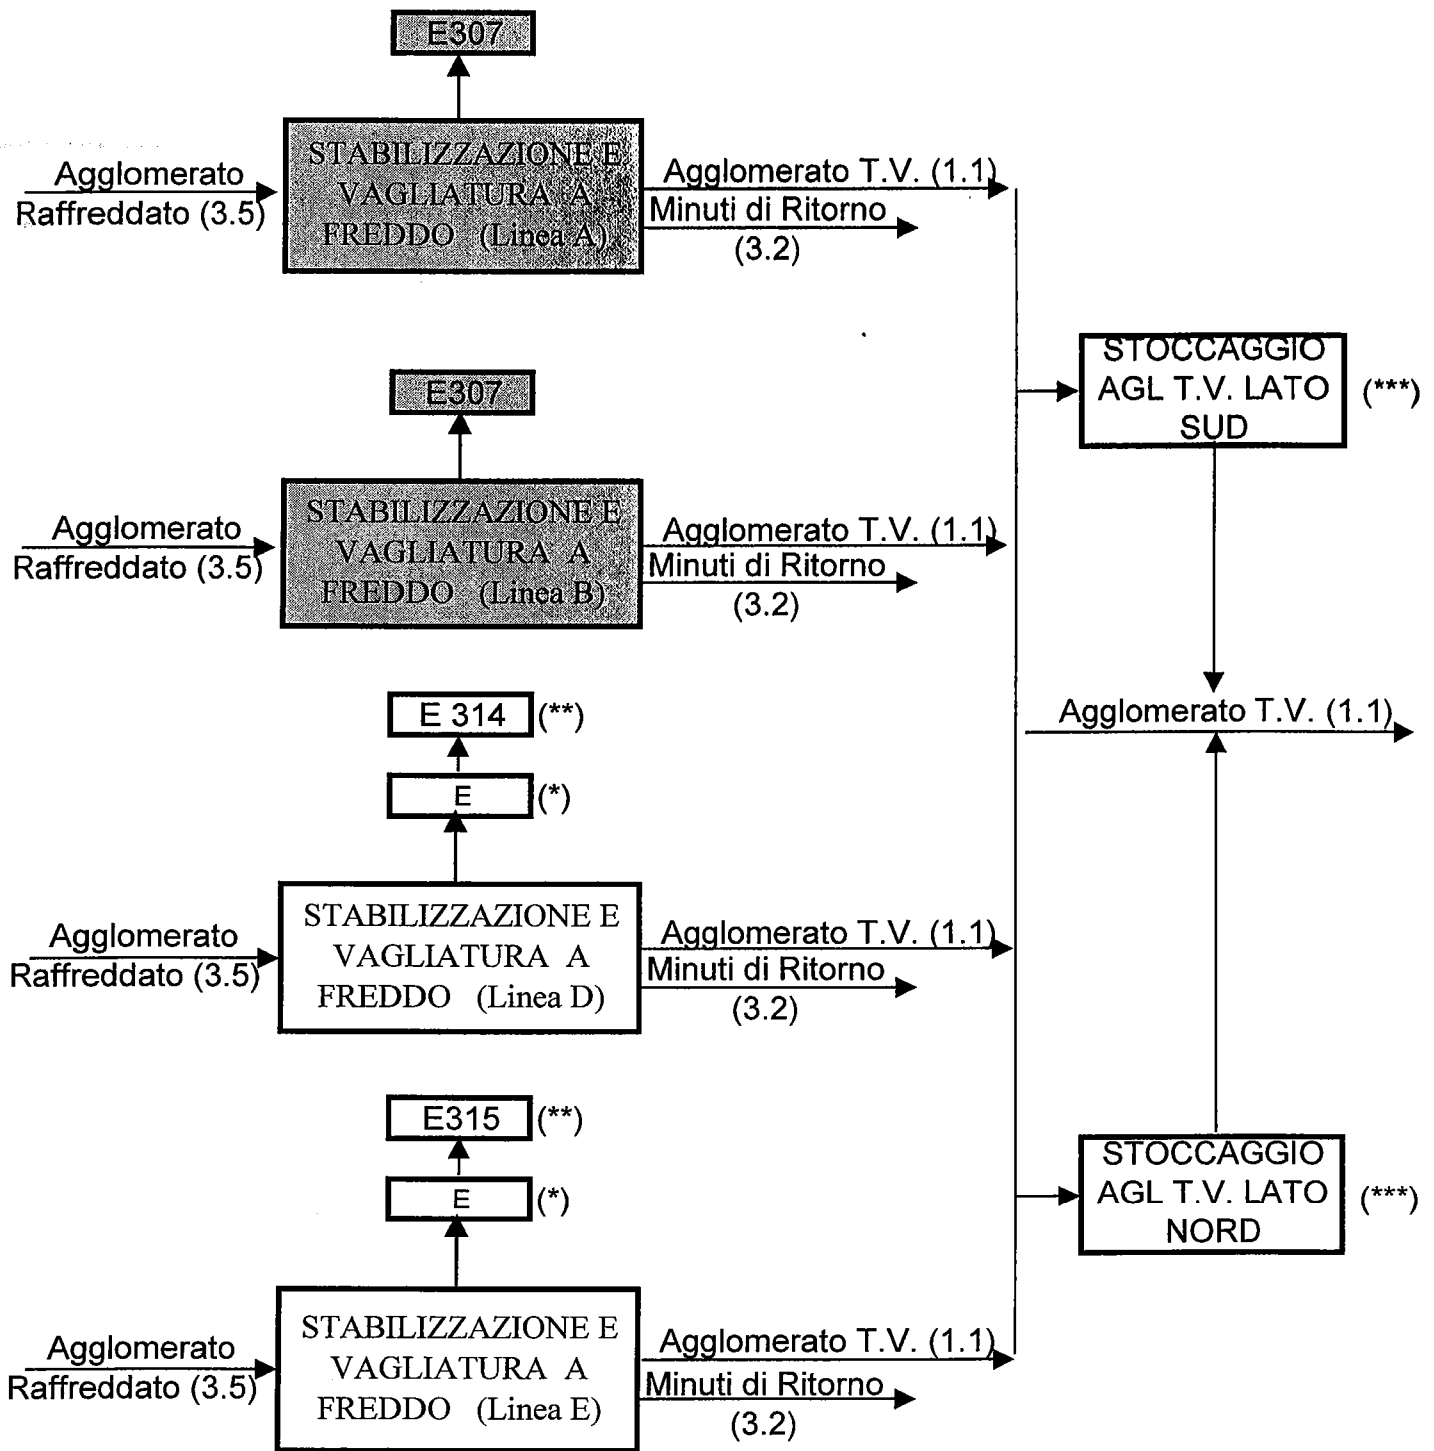 E307
STABILIZZAZIONE E
VAGLIATURA A
FREDDO (Linea A)
Agglomerato
Raffreddato (3.5)
Agglomerato T.V. (1.1)
Minuti di Ritorno
(3.2)
STOCCAGGIO
AGL T.V. LATO
SUD
(***)
E307
STABILIZZAZIONE E
VAGLIATURA A
FREDDO (Linea B)
Agglomerato
Raffreddato (3.5)
Agglomerato T.V. (1.1)
Minuti di Ritorno
(3.2)
E 314 (**)
E (*)
Agglomerato T.V. (1.1)
STABILIZZAZIONE E
VAGLIATURA A
FREDDO (Linea D)
Agglomerato
Raffreddato (3.5)
Agglomerato T.V. (1.1)
Minuti di Ritorno
(3.2)
E315 (**)
E (*)
STOCCAGGIO
AGL T.V. LATO
NORD
(***)
STABILIZZAZIONE E
VAGLIATURA A
FREDDO (Linea E)
Agglomerato
Raffreddato (3.5)
Agglomerato T.V. (1.1)
Minuti di Ritorno
(3.2)